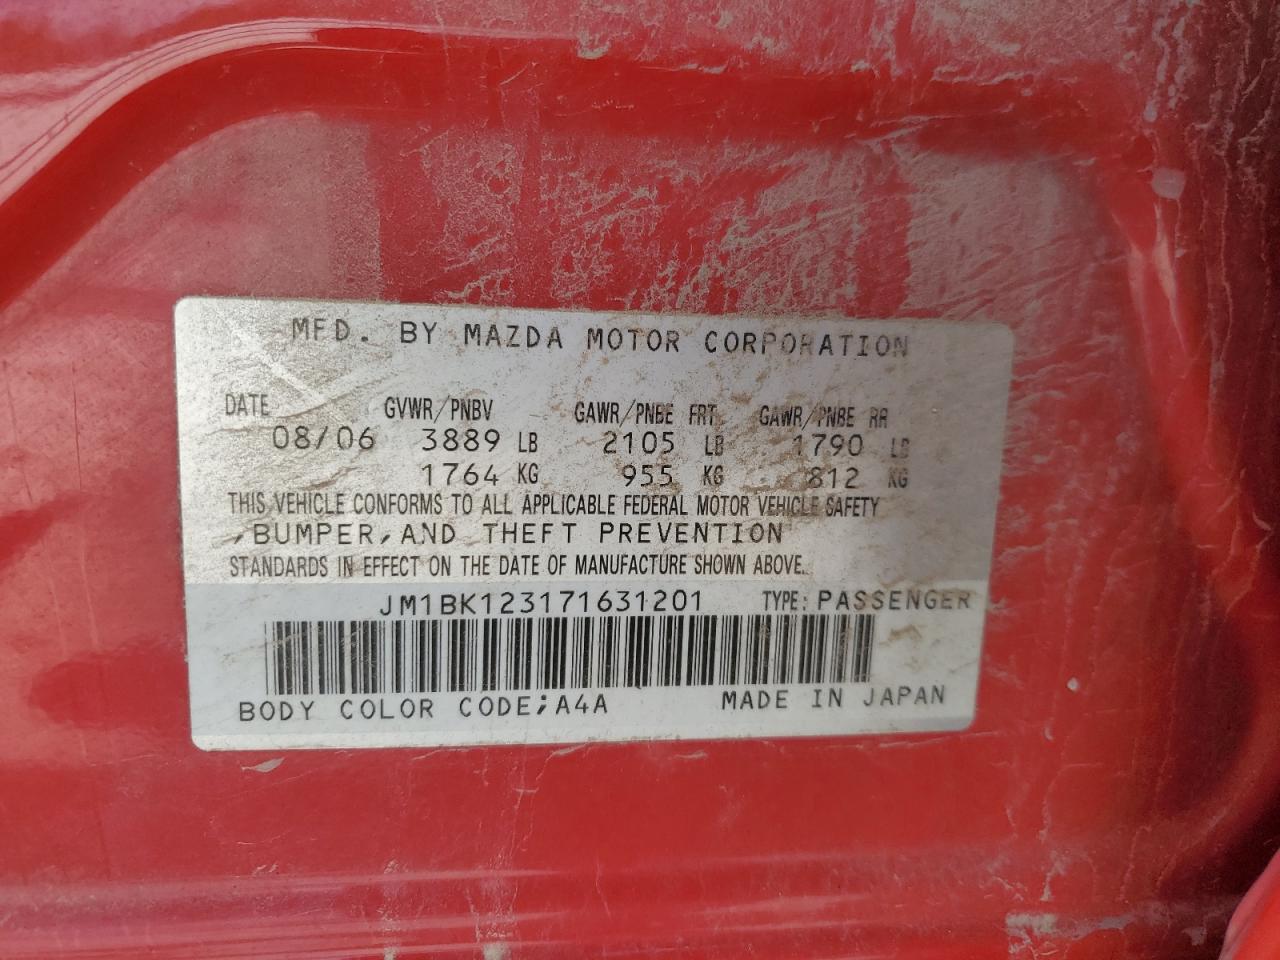 MFD. BY MAZDA MOTOR CORPORATION
DATE GVWR/PNBV GAWR/PNBE FRT GAWR/PNBE RR
08/06 3889 LB 2105 LB 1790 LB
1764 KG 955 KG 812 KG
THIS VEHICLE CONFORMS TO ALL APPLICABLE FEDERAL MOTOR VEHICLE SAFETY
,BUMPER,AND THEFT PREVENTION
STANDARDS IN EFFECT ON THE DATE OF MANUFACTURE SHOWN ABOVE.
JM1BK123171631201 TYPE: PASSENGER
BODY COLOR CODE;A4A MADE IN JAPAN